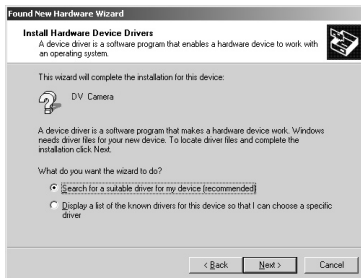 Found New Hardware Wizard
Install Hardware Device Drivers
A device driver is a software program that enables a hardware device to work with
an operating system.
This wizard will complete the installation for this device:
DV Camera
A device driver is a software program that makes a hardware device work. Windows
needs driver files for your new device. To locate driver files and complete the
installation click Next.
What do you want the wizard to do?
Search for a suitable driver for my device (recommended)
Display a list of the known drivers for this device so that I can choose a specific
driver
< Back Next > Cancel